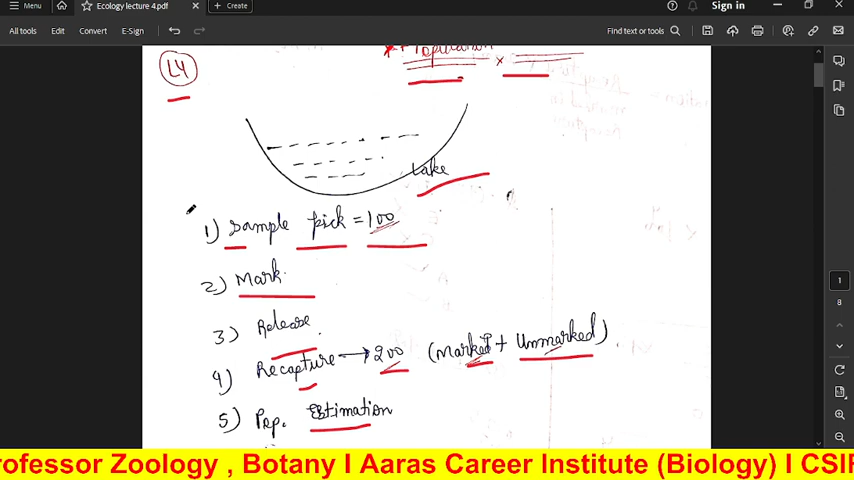 Menu
Ecology lecture 4.pdf
×
+ Create
?
Sign in
All tools
Edit
Convert
E-Sign
Find text or tools
L4
×
Lake
1) Sample pick = 100
2) Mark
3) Release
4) Recapture → 200 (Marked + Unmarked)
5) Pop. Estimation
1
8
rofessor Zoology , Botany I Aaras Career Institute (Biology) I CSIF